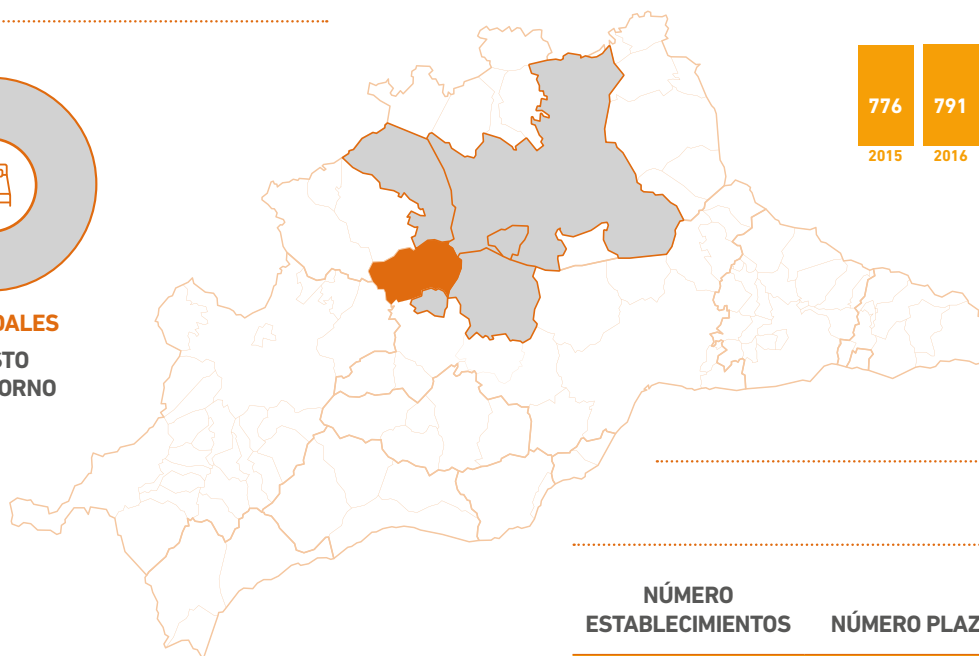 776 791
2015 2016
DALES
STO
ORNO
NÚMERO
ESTABLECIMIENTOS
NÚMERO PLAZ